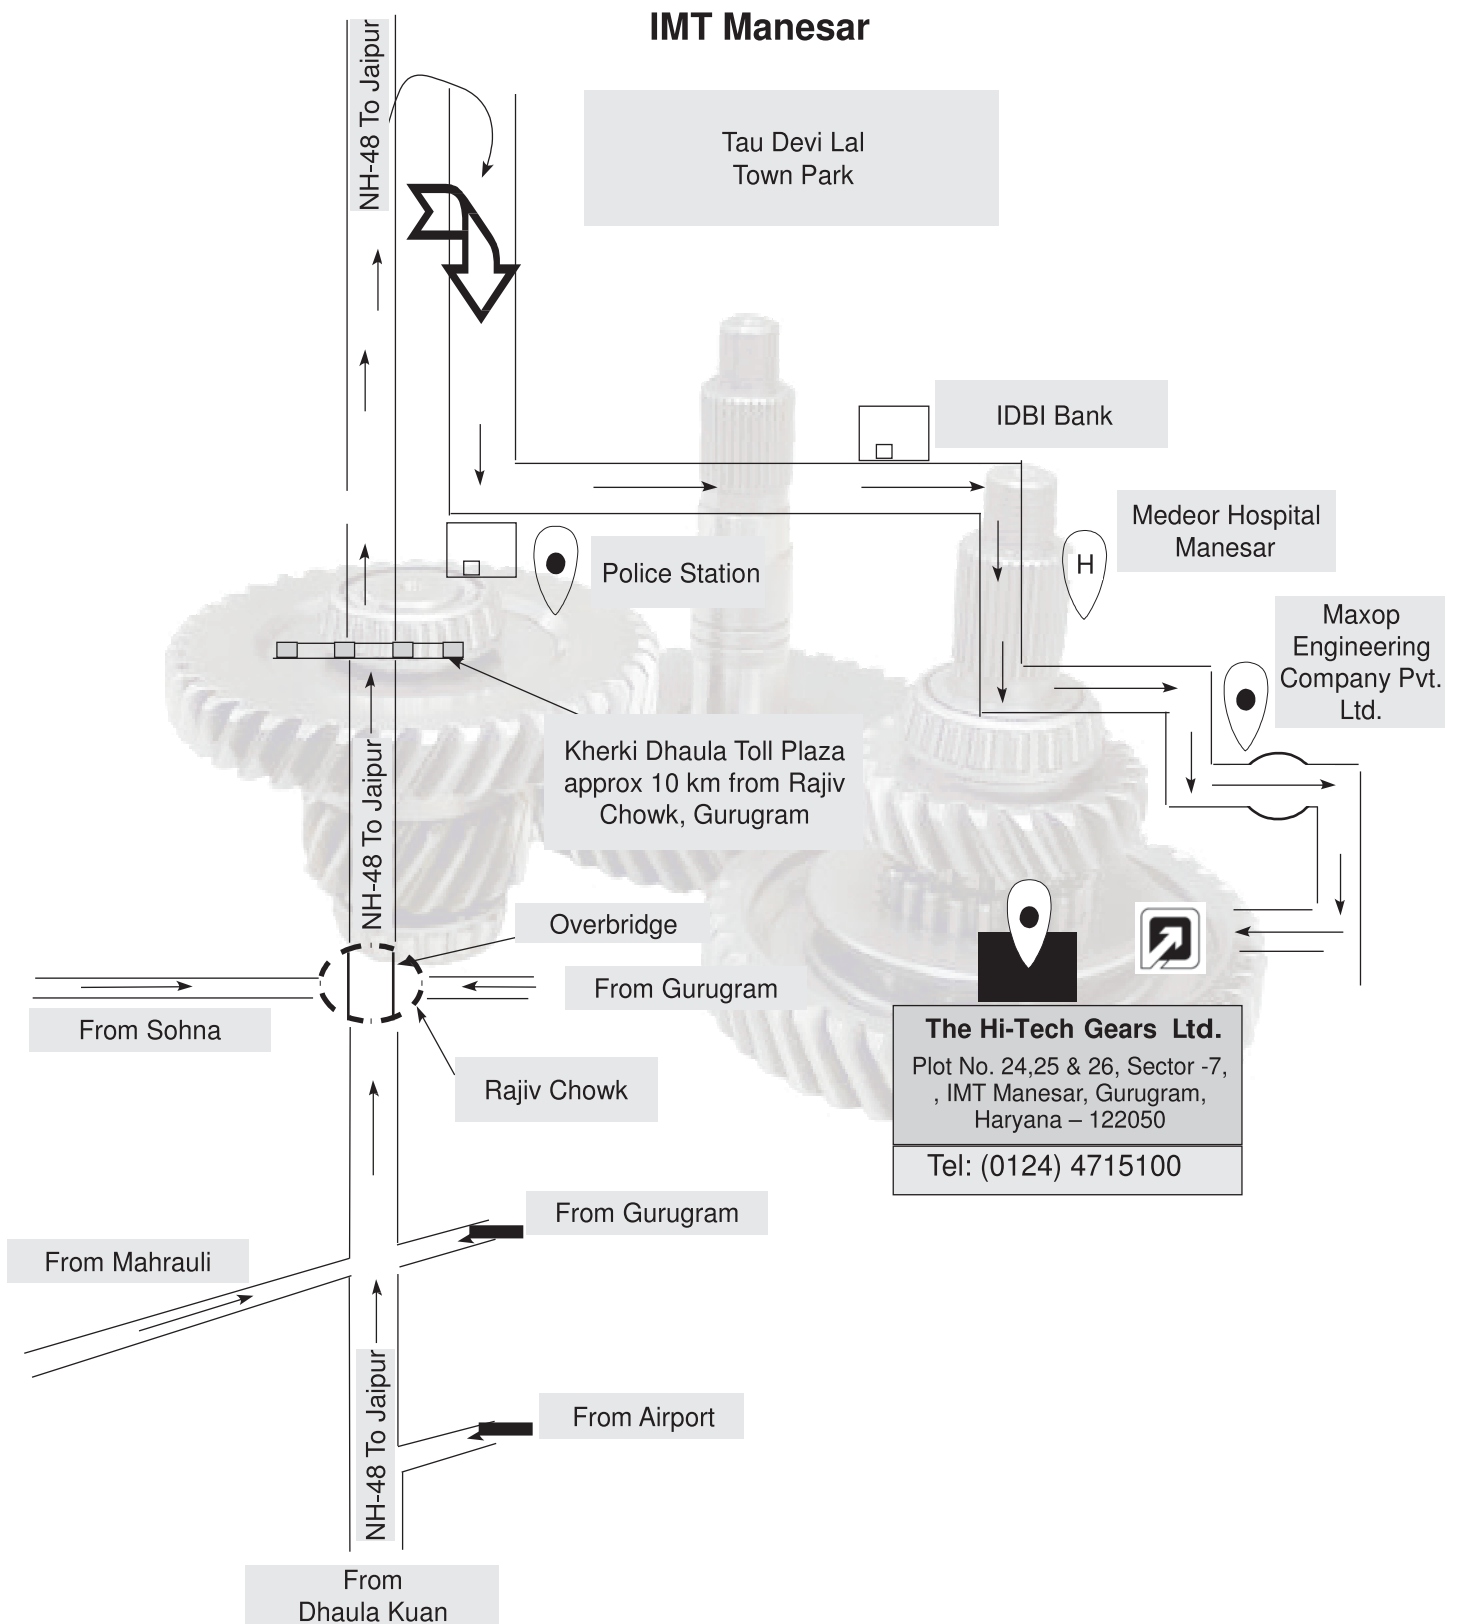 IMT Manesar
NH-48 To Jaipur
Tau Devi Lal
Town Park
IDBI Bank
Medeor Hospital
Manesar
H
Police Station
Maxop
Engineering
Company Pvt.
Ltd.
Kherki Dhaula Toll Plaza
approx 10 km from Rajiv
Chowk, Gurugram
NH-48 To Jaipur
Overbridge
From Gurugram
From Sohna
Rajiv Chowk
The Hi-Tech Gears Ltd.
Plot No. 24,25 & 26, Sector -7,
, IMT Manesar, Gurugram,
Haryana – 122050
Tel: (0124) 4715100
From Gurugram
From Mahrauli
NH-48 To Jaipur
From Airport
From
Dhaula Kuan